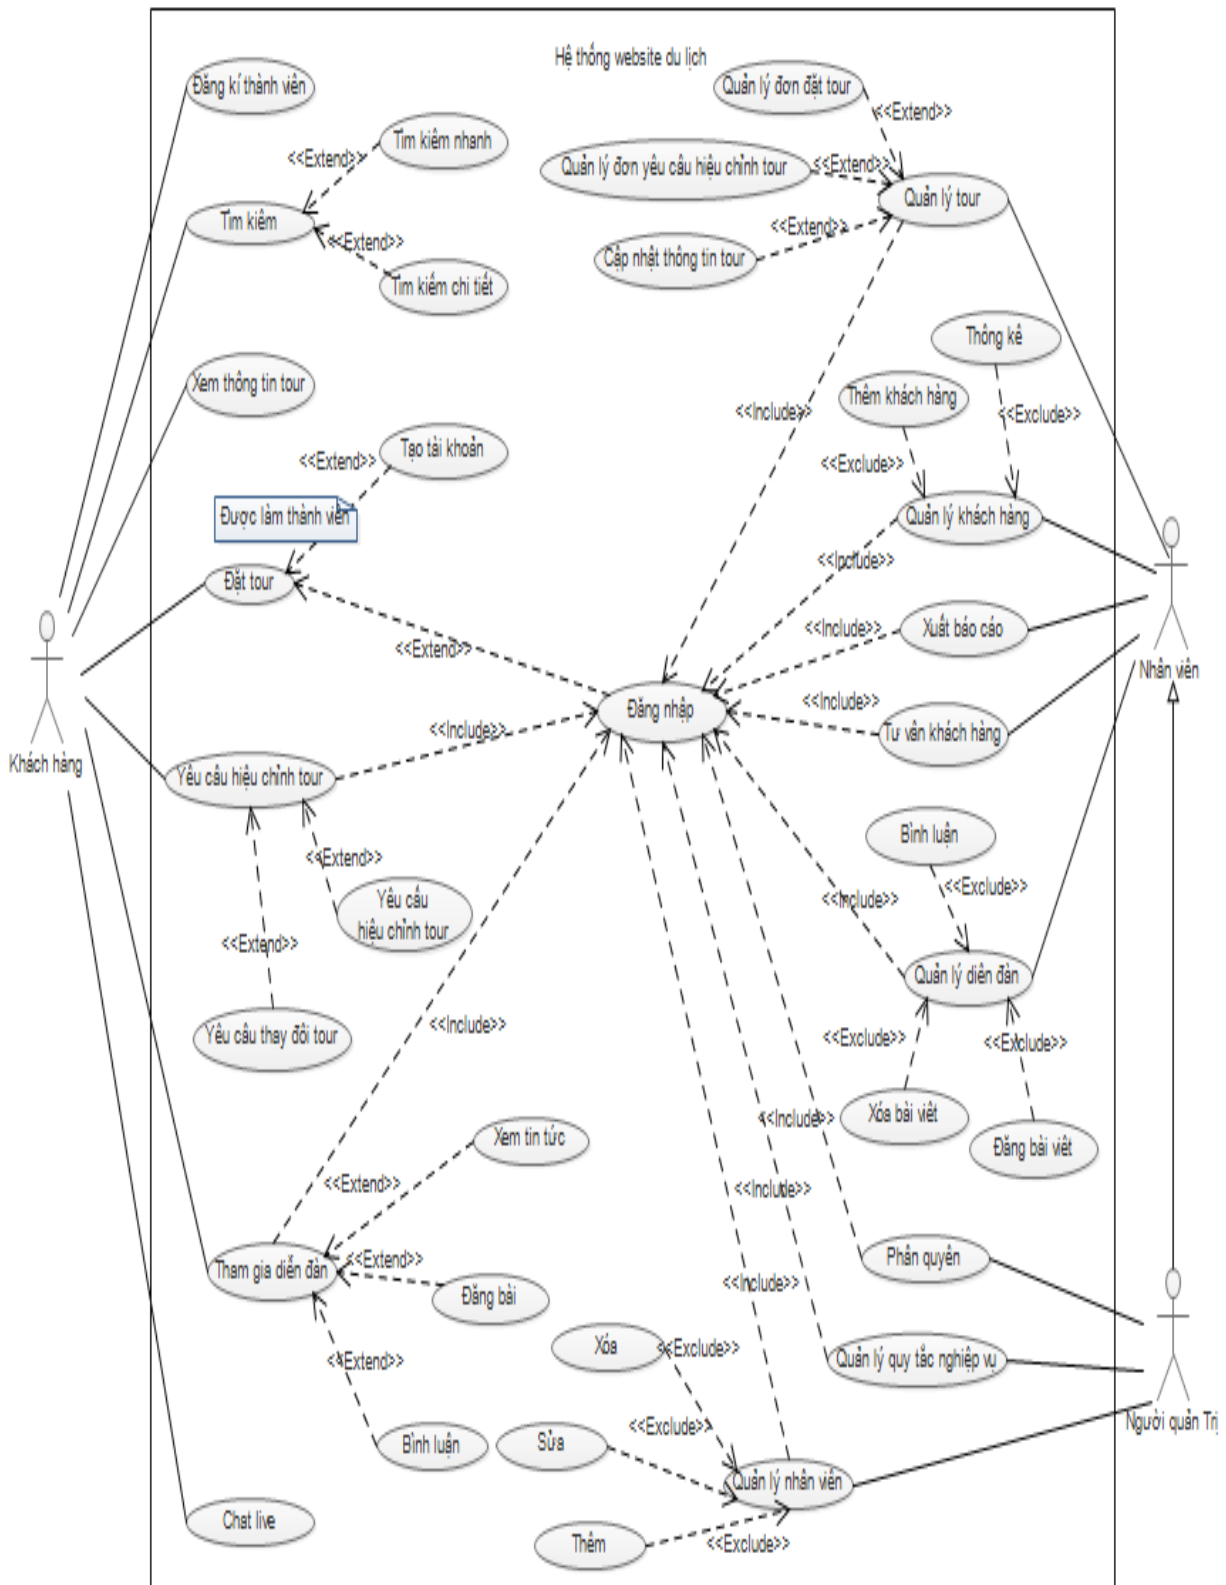 Hệ thống website du lịch
Đăng kí thành viên
Quản lý đơn đặt tour
<<Extend>>
Tìm kiếm nhanh
<<Extend>>
Quản lý đơn yêu cầu hiệu chỉnh tour
<<Extend>>
Quản lý tour
Tìm kiếm
<<Extend>>
<<Extend>>
Cập nhật thông tin tour
Tìm kiếm chi tiết
Thông kê
Xem thông tin tour
Thêm khách hàng
<<Include>>
<<Exclude>>
Tạo tài khoản
<<Extend>>
<<Exclude>>
Được làm thành viên
Quản lý khách hàng
<<Include>>
Đặt tour
<<Include>>
Xuất báo cáo
<<Extend>>
Nhân viên
Đăng nhập
<<Include>>
<<Include>>
Tư vấn khách hàng
Khách hàng
Yêu cầu hiệu chỉnh tour
Bình luận
<<Extend>>
<<Exclude>>
Yêu cầu
hiệu chỉnh tour
<<Include>>
<<Extend>>
Quản lý diễn đàn
<<Include>>
Yêu cầu thay đổi tour
<<Exclude>>
<<Exclude>>
<<Include>>
Xóa bài viết
Xem tin tức
Đăng bài viết
<<Extend>>
<<Include>>
<<Extend>>
Phân quyền
Tham gia diễn đàn
<<Include>>
Đăng bài
Xóa
<<Exclude>>
<<Extend>>
Quản lý quy tắc nghiệp vụ
<<Exclude>>
Người quản Trị
Bình luận
Sửa
Quản lý nhân viên
Chat live
Thêm
<<Exclude>>